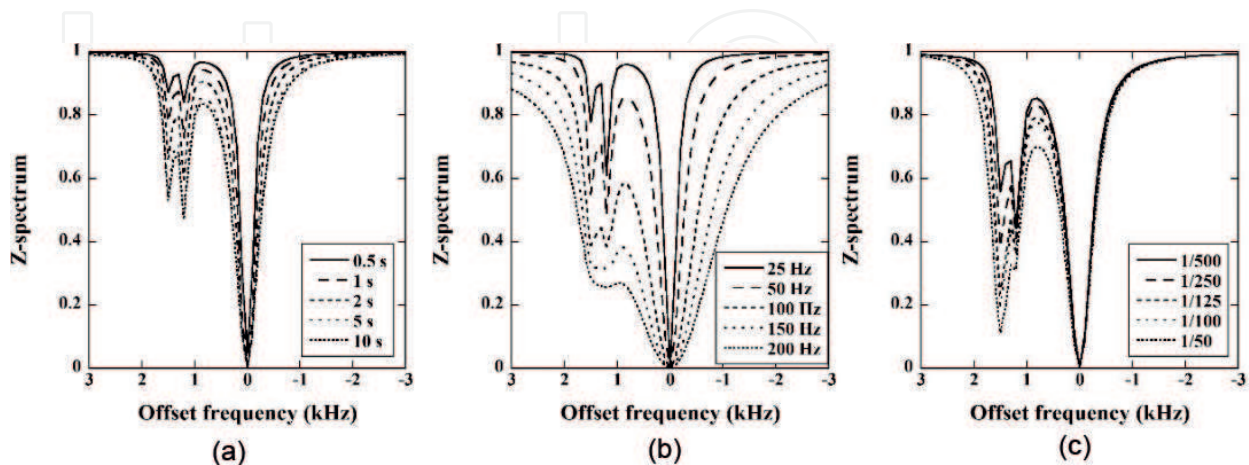 Z-spectrum
1
0.8
0.6
0.4
0.2
0
3 2 1 0 -1 -2 -3
Offset frequency (kHz)
0.5 s
1 s
2 s
5 s
10 s
(a)
Z-spectrum
1
0.8
0.6
0.4
0.2
0
3 2 1 0 -1 -2 -3
Offset frequency (kHz)
25 Hz
50 Hz
100 Hz
150 Hz
200 Hz
(b)
Z-spectrum
1
0.8
0.6
0.4
0.2
0
3 2 1 0 -1 -2 -3
Offset frequency (kHz)
1/500
1/250
1/125
1/100
1/50
(c)